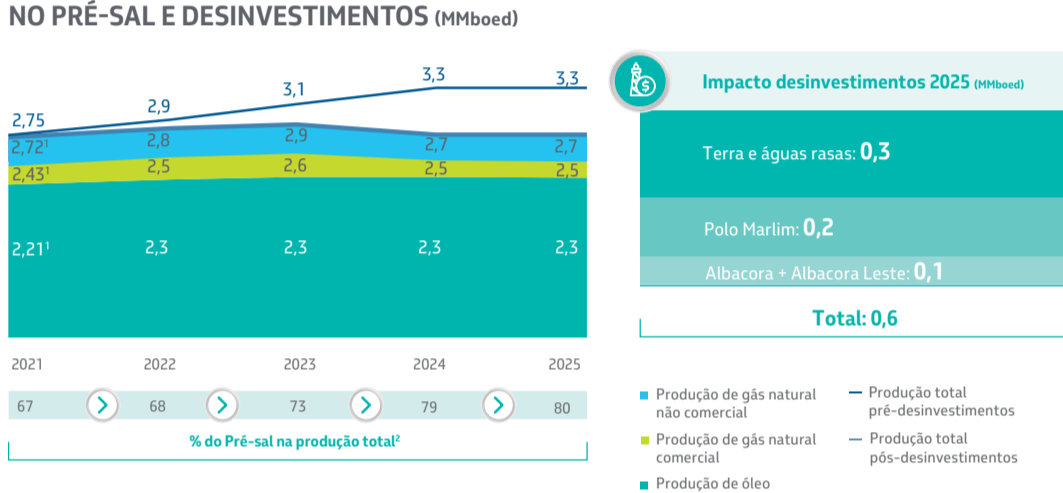 NO PRÉ-SAL E DESINVESTIMENTOS (MMboed)
3,3
3,3
3,1
2,9
2,75
2,72¹
2,8
2,9
2,7
2,7
2,43¹
2,5
2,6
2,5
2,5
2,21¹
2,3
2,3
2,3
2,3
2021
2022
2023
2024
2025
67
68
73
79
80
% do Pré-sal na produção total²
Impacto desinvestimentos 2025 (MMboed)
Terra e águas rasas: 0,3
Polo Marlim: 0,2
Albacora + Albacora Leste: 0,1
Total: 0,6
Produção de gás natural
não comercial
Produção de gás natural
comercial
Produção de óleo
Produção total
pré-desinvestimentos
Produção total
pós-desinvestimentos